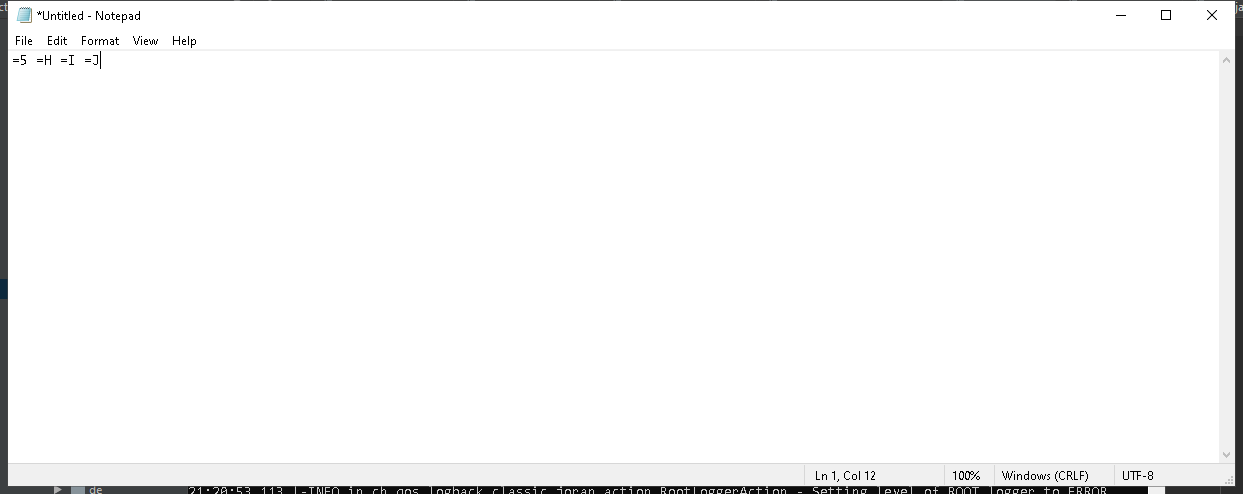 *Untitled - Notepad
File Edit Format View Help
=5 =H =I =J
Ln 1, Col 12 100% Windows (CRLF) UTF-8
de 21:20:53,113 |-INFO in ch.qos.logback.classic.joran.action.RootLoggerAction - Setting level of ROOT logger to ERROR